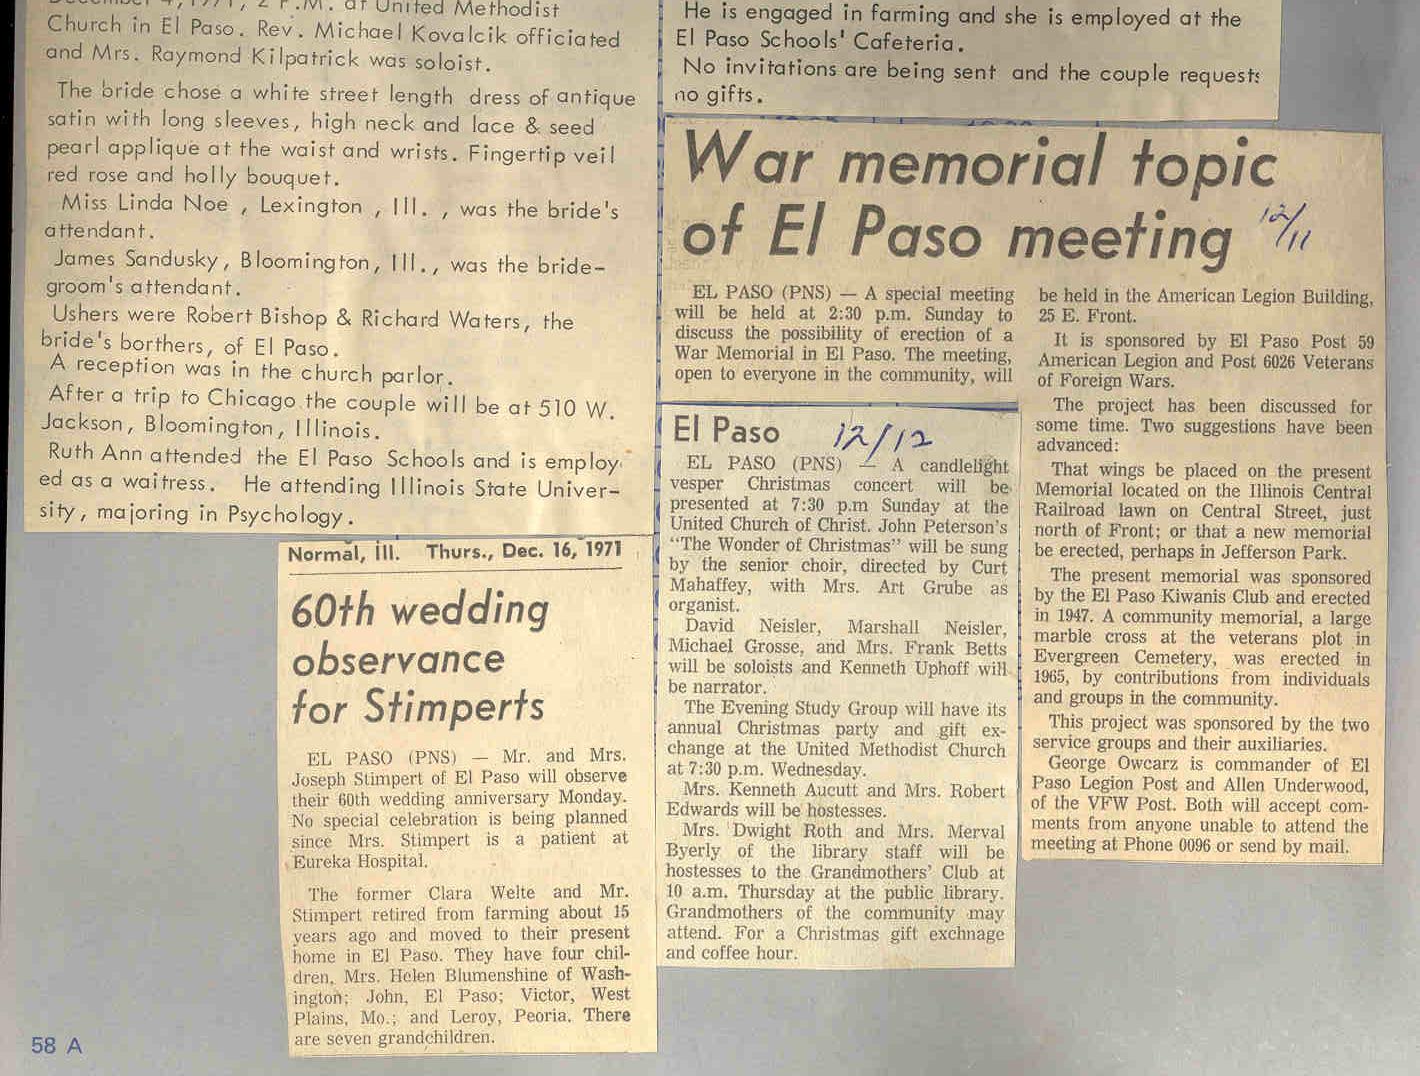 December 4, 1971, 2 P.M. at United Methodist
Church in El Paso. Rev. Michael Kovalcik officiated
and Mrs. Raymond Kilpatrick was soloist.
The bride chose a white street length dress of antique
satin with long sleeves, high neck and lace & seed
pearl applique at the waist and wrists. Fingertip veil
red rose and holly bouquet.
Miss Linda Noe , Lexington , Ill. , was the bride's
attendant.
James Sandusky, Bloomington, Ill., was the bride-
groom's attendant.
Ushers were Robert Bishop & Richard Waters, the
bride's borthers, of El Paso.
A reception was in the church parlor.
After a trip to Chicago the couple will be at 510 W.
Jackson, Bloomington, Illinois.
Ruth Ann attended the El Paso Schools and is employ-
ed as a waitress. He attending Illinois State Univer-
sity, majoring in Psychology.
Normal, Ill. Thurs., Dec. 16, 1971
60th wedding
observance
for Stimperts
EL PASO (PNS) — Mr. and Mrs.
Joseph Stimpert of El Paso will observe
their 60th wedding anniversary Monday.
No special celebration is being planned
since Mrs. Stimpert is a patient at
Eureka Hospital.
The former Clara Welte and Mr.
Stimpert retired from farming about 15
years ago and moved to their present
home in El Paso. They have four chil-
dren, Mrs. Helen Blumenshine of Wash-
ington; John, El Paso; Victor, West
Plains, Mo.; and Leroy, Peoria. There
are seven grandchildren.
58 A
He is engaged in farming and she is employed at the
El Paso Schools' Cafeteria.
No invitations are being sent and the couple requests
no gifts.
War memorial topic
of El Paso meeting
12/11
EL PASO (PNS) — A special meeting
will be held at 2:30 p.m. Sunday to
discuss the possibility of erection of a
War Memorial in El Paso. The meeting,
open to everyone in the community, will
be held in the American Legion Building,
25 E. Front.
It is sponsored by El Paso Post 59
American Legion and Post 6026 Veterans
of Foreign Wars.
The project has been discussed for
some time. Two suggestions have been
advanced:
That wings be placed on the present
Memorial located on the Illinois Central
Railroad lawn on Central Street, just
north of Front; or that a new memorial
be erected, perhaps in Jefferson Park.
The present memorial was sponsored
by the El Paso Kiwanis Club and erected
in 1947. A community memorial, a large
marble cross at the veterans plot in
Evergreen Cemetery, was erected in
1965, by contributions from individuals
and groups in the community.
This project was sponsored by the two
service groups and their auxiliaries.
George Owcarz is commander of El
Paso Legion Post and Allen Underwood,
of the VFW Post. Both will accept com-
ments from anyone unable to attend the
meeting at Phone 0096 or send by mail.
El Paso 12/12
EL PASO (PNS) — A candlelight
vesper Christmas concert will be
presented at 7:30 p.m Sunday at the
United Church of Christ. John Peterson's
"The Wonder of Christmas" will be sung
by the senior choir, directed by Curt
Mahaffey, with Mrs. Art Grube as
organist.
David Neisler, Marshall Neisler,
Michael Grosse, and Mrs. Frank Betts
will be soloists and Kenneth Uphoff will
be narrator.
The Evening Study Group will have its
annual Christmas party and gift ex-
change at the United Methodist Church
at 7:30 p.m. Wednesday.
Mrs. Kenneth Aucutt and Mrs. Robert
Edwards will be hostesses.
Mrs. Dwight Roth and Mrs. Merval
Byerly of the library staff will be
hostesses to the Grandmothers' Club at
10 a.m. Thursday at the public library.
Grandmothers of the community may
attend. For a Christmas gift exchnage
and coffee hour.